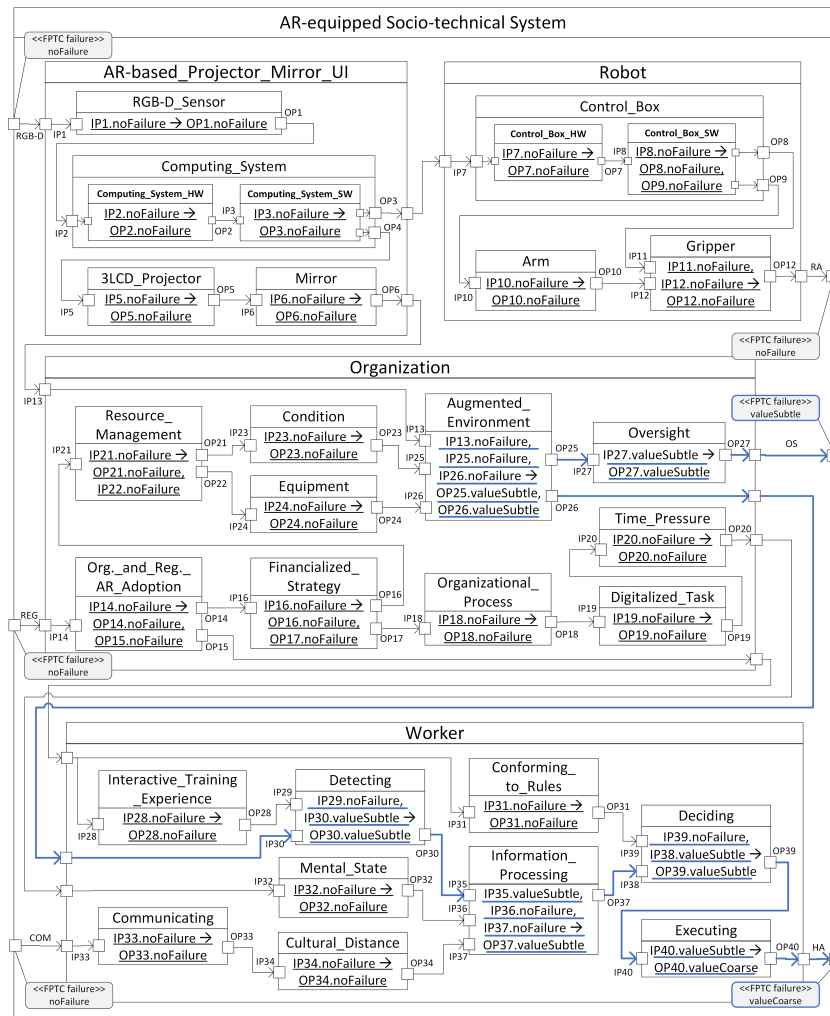 AR-equipped Socio-technical System
<<FPTC failure>>
noFailure
AR-based_Projector_Mirror_UI
RGB-D_Sensor
IP1.noFailure → OP1.noFailure
OP1
RGB-D
IP1
Computing_System
Computing_System_HW
IP2.noFailure →
OP2.noFailure
IP2
OP2
Computing_System_SW
IP3
IP3.noFailure →
OP3.noFailure
OP3
OP4
3LCD_Projector
IP5.noFailure →
OP5.noFailure
IP5
OP5
Mirror
IP6.noFailure →
OP6.noFailure
IP6
OP6
Robot
Control_Box
Control_Box_HW
IP7.noFailure →
OP7.noFailure
IP7
OP7
Control_Box_SW
IP8
IP8.noFailure →
OP8.noFailure,
OP9.noFailure
OP8
OP9
Arm
IP10.noFailure →
OP10.noFailure
IP10
OP10
Gripper
IP11
IP11.noFailure,
IP12.noFailure →
OP12.noFailure
IP12
OP12
RA
<<FPTC failure>>
noFailure
Organization
IP13
Resource_
Management
IP21
IP21.noFailure →
OP21.noFailure,
IP22.noFailure
OP21
OP22
Condition
IP23
IP23.noFailure →
OP23.noFailure
OP23
Equipment
IP24.noFailure →
OP24.noFailure
IP24
OP24
Augmented_
Environment
IP13
IP13.noFailure,
IP25
IP25.noFailure,
IP26
IP26.noFailure →
OP25.valueSubtle,
OP26.valueSubtle
OP25
OP26
Oversight
IP27.valueSubtle →
OP27.valueSubtle
IP27
OP27
OS
<<FPTC failure>>
valueSubtle
Time_Pressure
IP20
IP20.noFailure →
OP20.noFailure
OP20
Org._and_Reg._
AR_Adoption
REG
IP14
IP14.noFailure →
OP14.noFailure,
OP15.noFailure
OP14
OP15
Financialized_
Strategy
IP16
IP16.noFailure →
OP16.noFailure,
OP17.noFailure
OP16
OP17
Organizational_
Process
IP18
IP18.noFailure →
OP18.noFailure
OP18
Digitalized_Task
IP19
IP19.noFailure →
OP19.noFailure
OP19
<<FPTC failure>>
noFailure
Worker
Interactive_Training
_Experience
IP28.noFailure →
OP28.noFailure
IP28
OP28
Detecting
IP29
IP29.noFailure,
IP30.valueSubtle→
OP30.valueSubtle
IP30
OP30
Conforming_
to_Rules
IP31.noFailure →
OP31.noFailure
IP31
OP31
Deciding
IP39.noFailure,
IP38.valueSubtle →
OP39.valueSubtle
IP39
IP38
OP39
Mental_State
IP32
IP32.noFailure →
OP32.noFailure
OP32
Information_
Processing
IP35
IP35.valueSubtle,
IP36
IP36.noFailure,
IP37.noFailure →
OP37.valueSubtle
IP37
OP37
Communicating
COM
IP33
IP33.noFailure →
OP33.noFailure
OP33
Cultural_Distance
IP34
IP34.noFailure →
OP34.noFailure
OP34
Executing
IP40.valueSubtle →
OP40.valueCoarse
IP40
OP40
HA
<<FPTC failure>>
noFailure
<<FPTC failure>>
valueCoarse